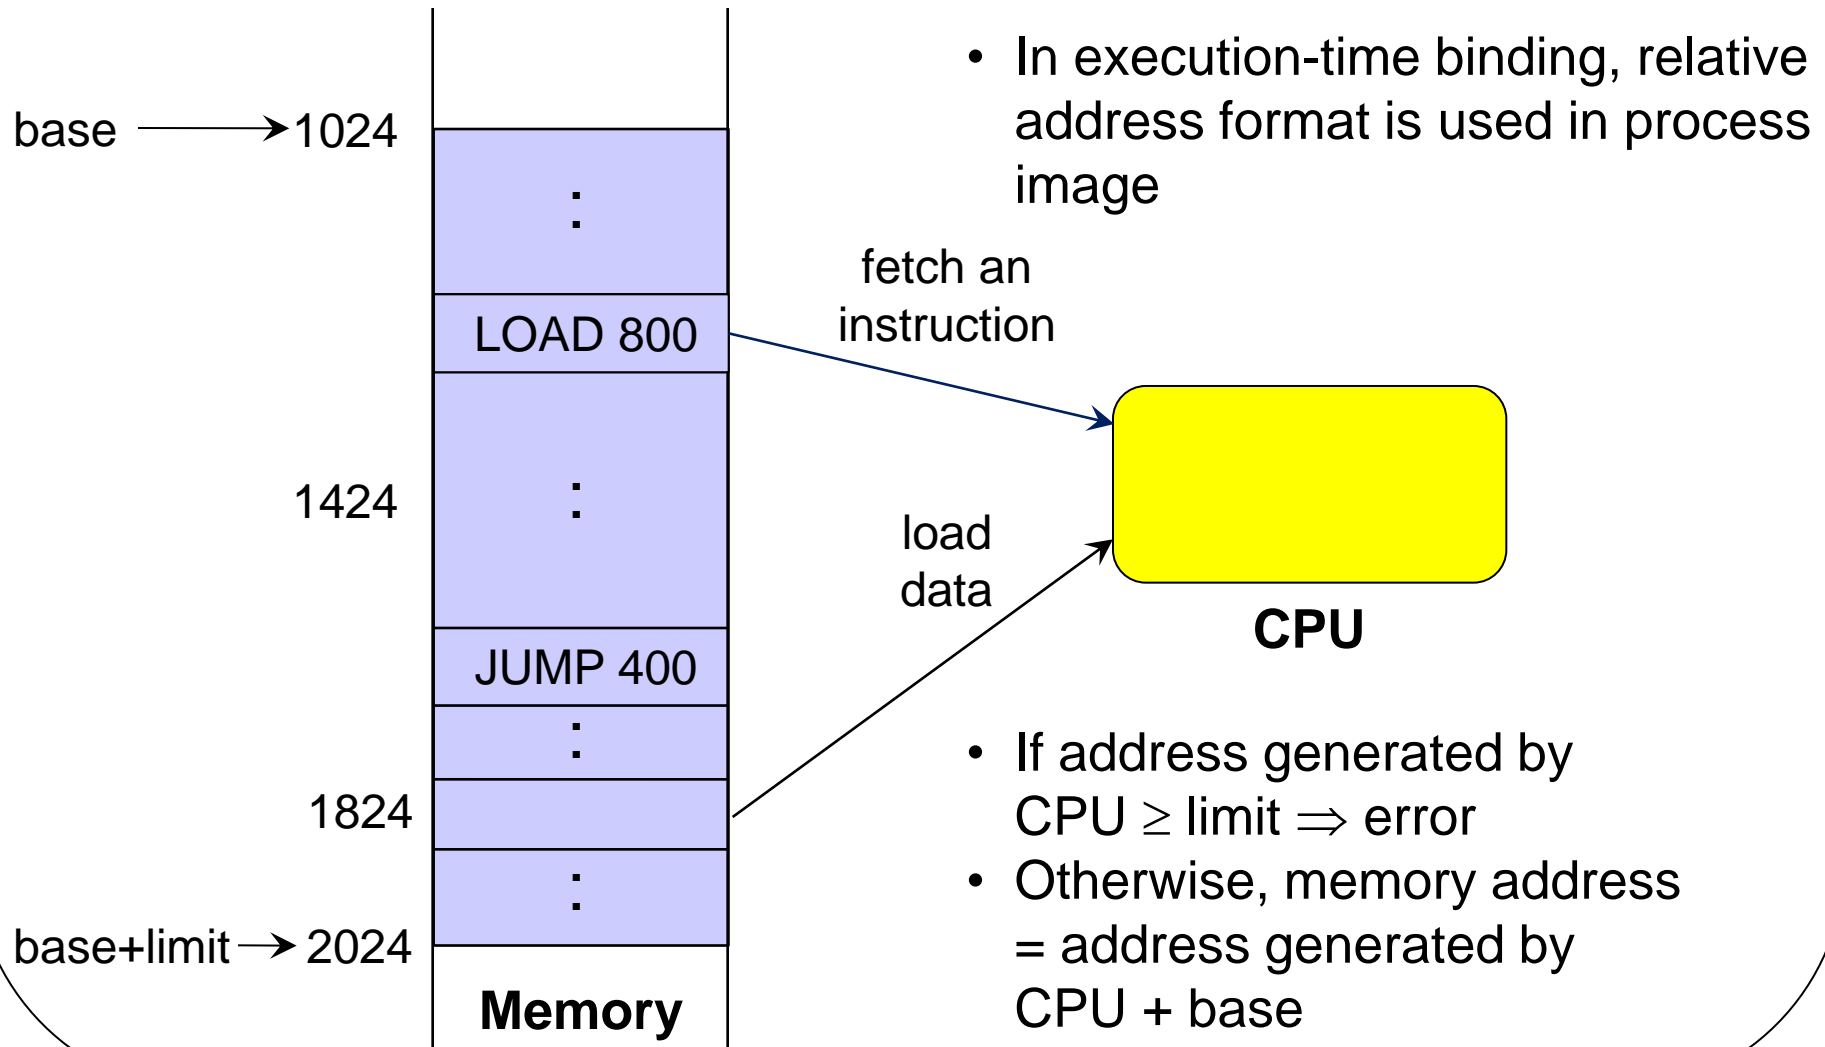 • In execution-time binding, relative
address format is used in process
image
base
1024
:
fetch an
instruction
LOAD 800
1424
:
load
data
CPU
JUMP 400
:
1824
:
base+limit
2024
Memory
• If address generated by
CPU ≥ limit ⇒ error
• Otherwise, memory address
= address generated by
CPU + base